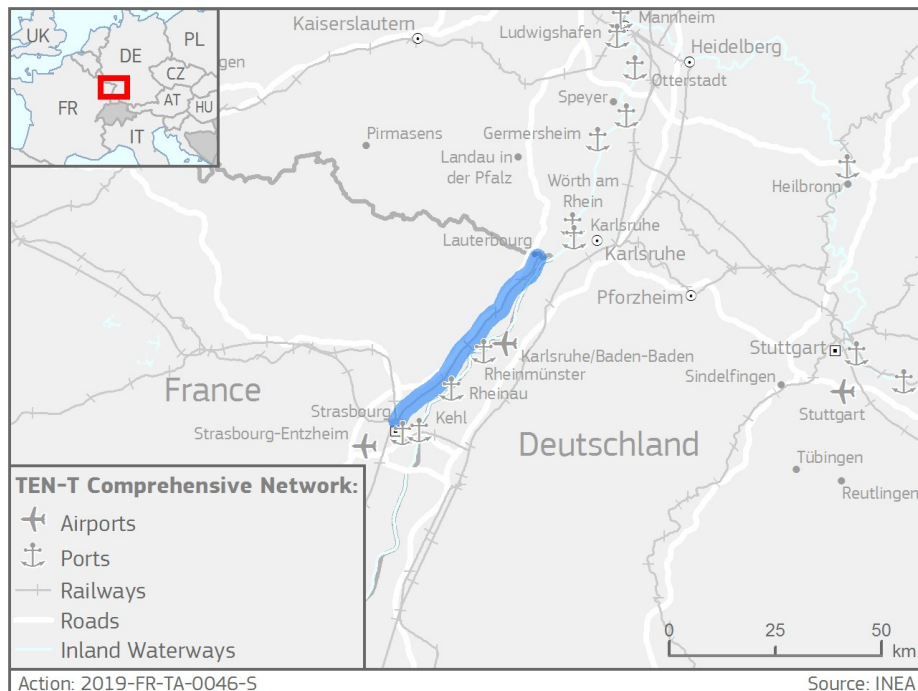 UK
DE
PL
CZ
FR
AT
HU
IT
gen
Kaiserslautern
Mannheim
Ludwigshafen
Heidelberg
Otterstadt
Speyer
Pirmasens
Germersheim
Landau in
der Pfalz
Wörth am
Rhein
Heilbronn
Lauterbourg
Karlsruhe
Karlsruhe
Pforzheim
Karlsruhe/Baden-Baden
Stuttgart
France
Rheinmünster
Sindelfingen
Rheinau
Strasbourg
Kehl
Stuttgart
Strasbourg-Entzheim
Deutschland
Tübingen
Reutlingen
TEN-T Comprehensive Network:
Airports
Ports
Railways
Roads
Inland Waterways
0 25 50
km
Action: 2019-FR-TA-0046-S
Source: INEA